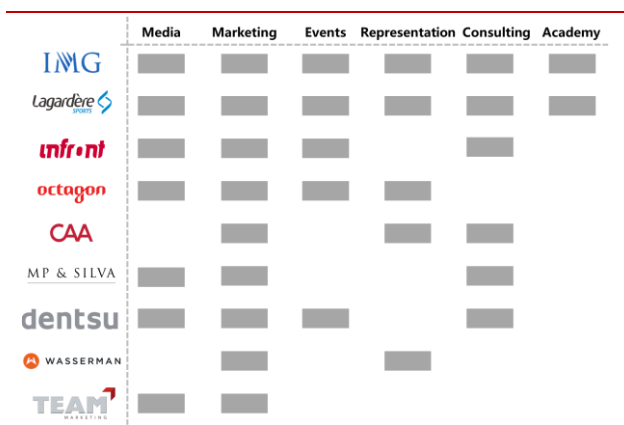 Media Marketing Events Representation Consulting Academy
IMG
Lagardère
SPORTS
infront
octagon
CAA
MP & SILVA
dentsu
WASSERMAN
TEAM
MARKETING